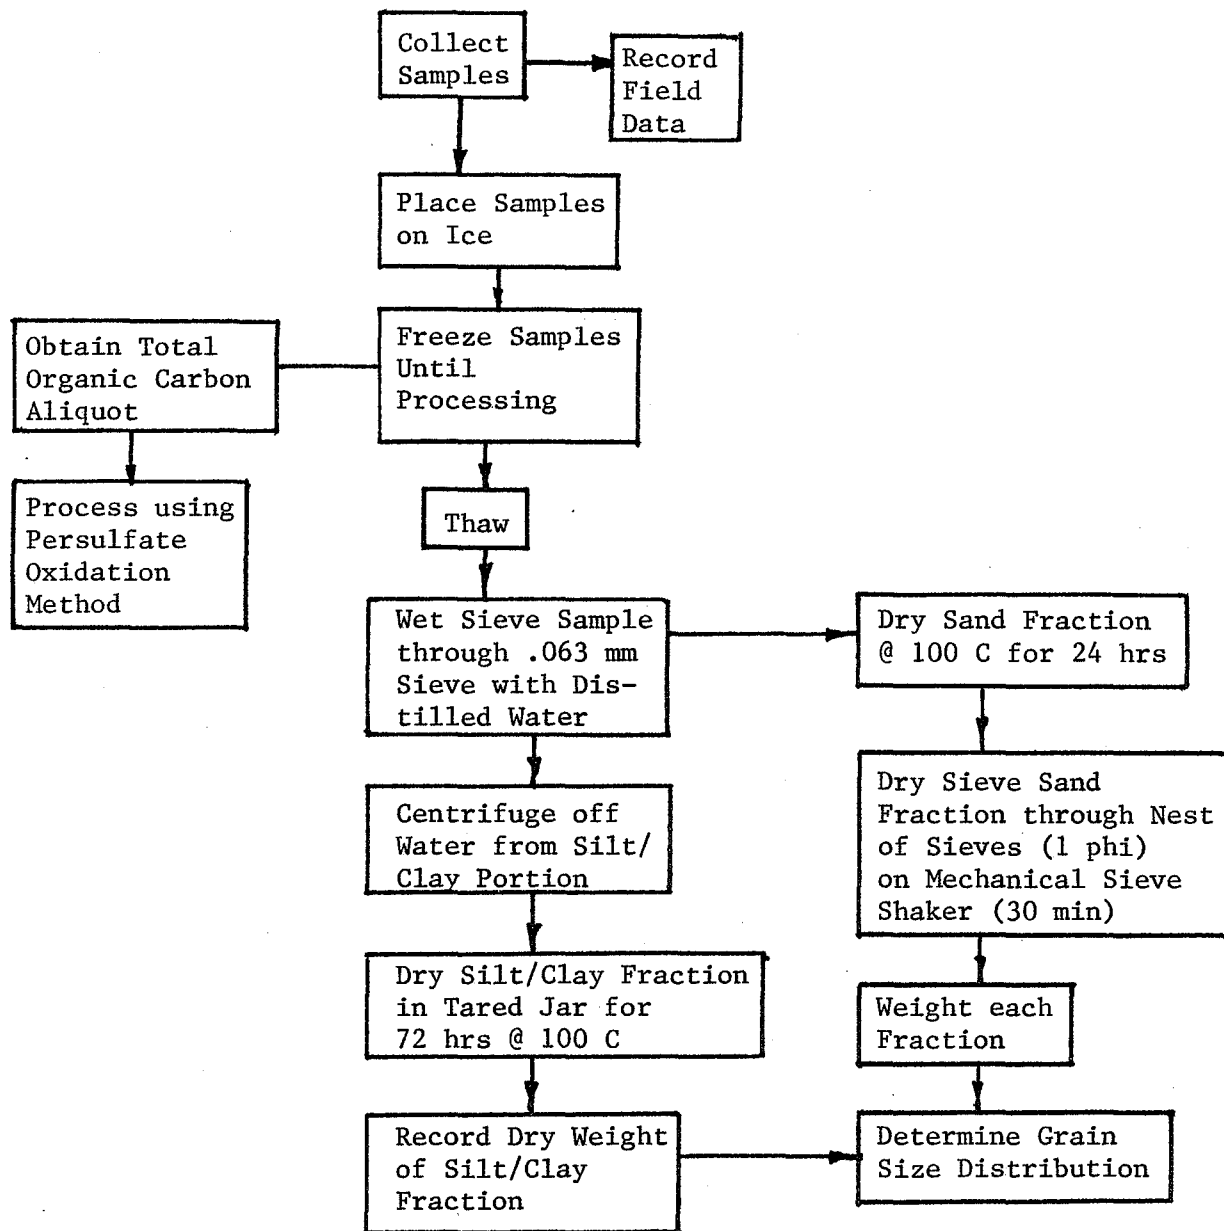 Collect
Samples
Record
Field
Data
Place Samples
on Ice
Freeze Samples
Until
Processing
Obtain Total
Organic Carbon
Aliquot
Process using
Persulfate
Oxidation
Method
Thaw
Wet Sieve Sample
through .063 mm
Sieve with Dis-
tilled Water
Dry Sand Fraction
@ 100 C for 24 hrs
Centrifuge off
Water from Silt/
Clay Portion
Dry Sieve Sand
Fraction through Nest
of Sieves (1 phi)
on Mechanical Sieve
Shaker (30 min)
Dry Silt/Clay Fraction
in Tared Jar for
72 hrs @ 100 C
Weight each
Fraction
Record Dry Weight
of Silt/Clay
Fraction
Determine Grain
Size Distribution